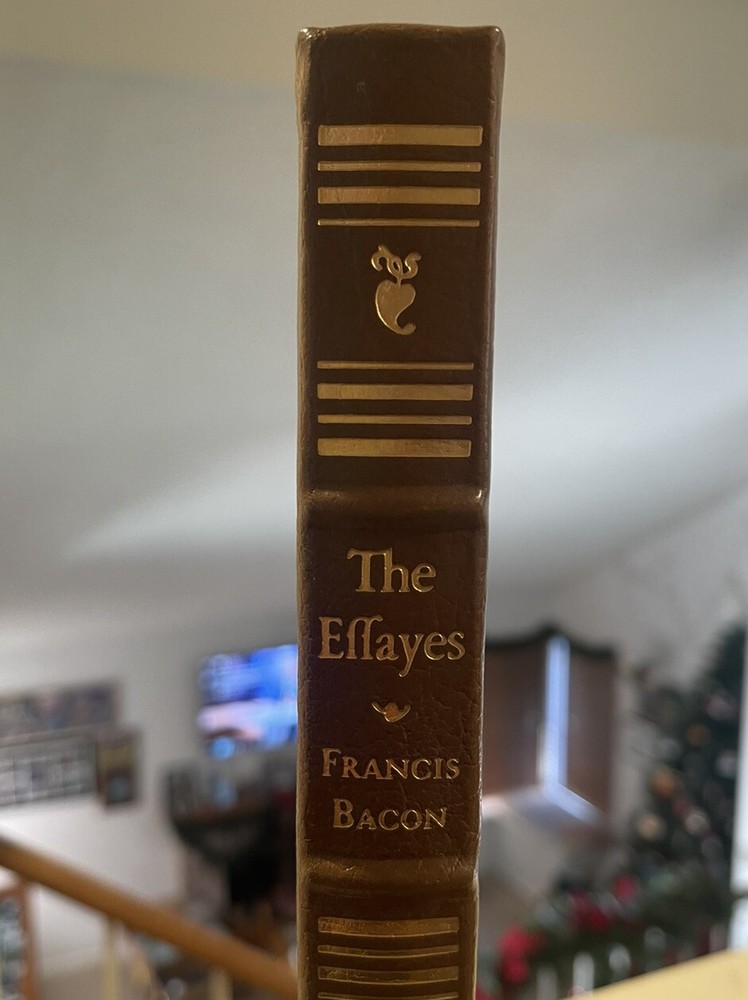 The
Eſſayes
FRANCIS
BACON